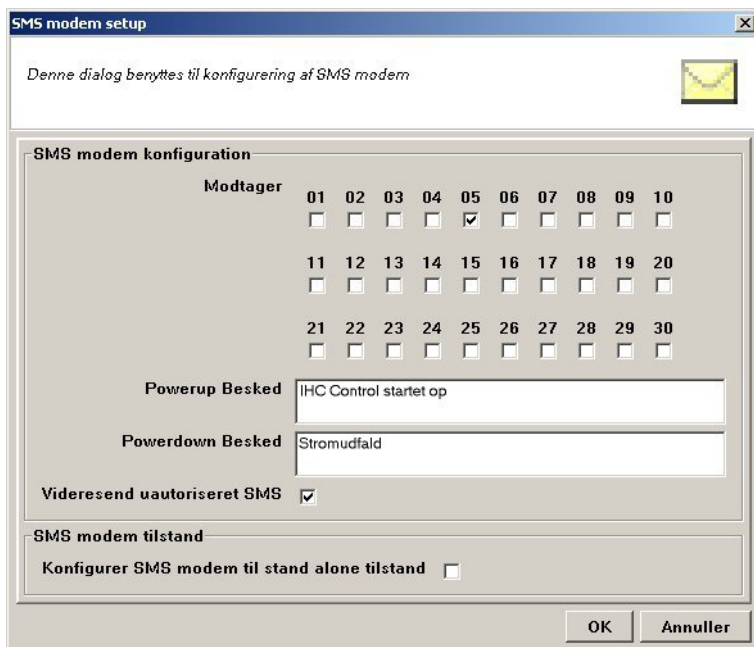 SMS modem setup
Denne dialog benyttes til konfigurering af SMS modem
SMS modem konfiguration
Modtager
01 02 03 04 05 06 07 08 09 10
11 12 13 14 15 16 17 18 19 20
21 22 23 24 25 26 27 28 29 30
Powerup Besked IHC Control startet op
Powerdown Besked Stromudfald
Videresend uautoriseret SMS
SMS modem tilstand
Konfigurer SMS modem til stand alone tilstand
OK Annuller